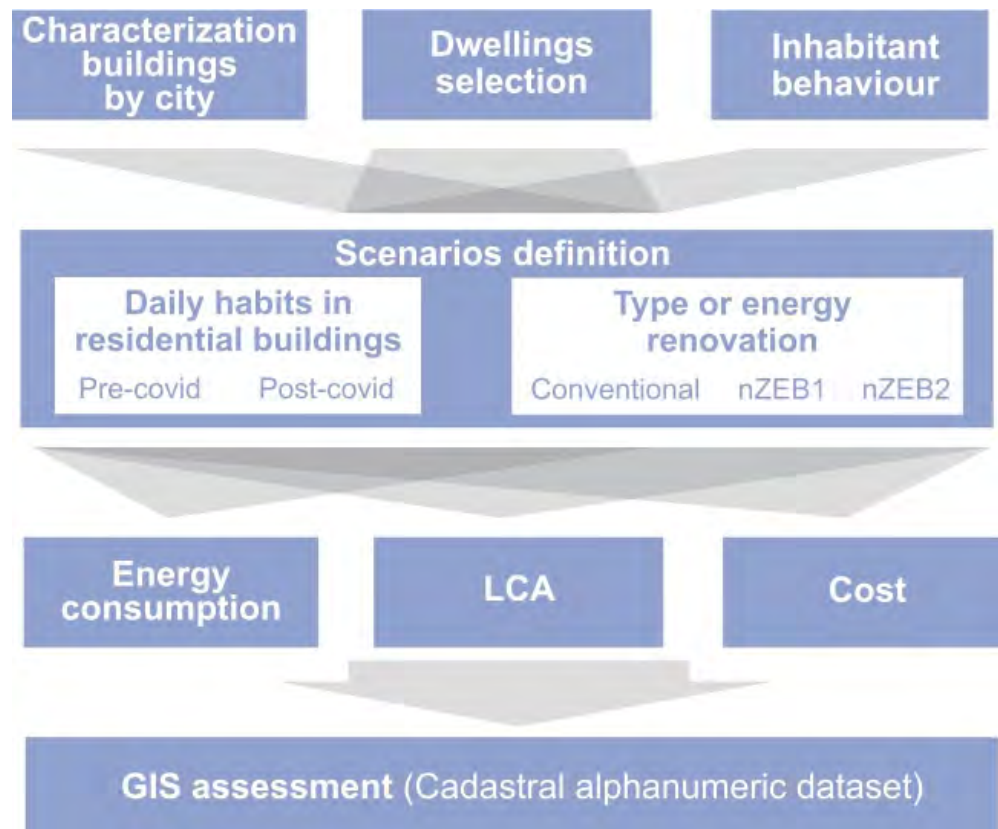 Characterization
buildings
by city
Dwellings
selection
Inhabitant
behaviour
Scenarios definition
Daily habits in
residential buildings
Pre-covid Post-covid
Type or energy
renovation
Conventional nZEB1 nZEB2
Energy
consumption
LCA
Cost
GIS assessment (Cadastral alphanumeric dataset)